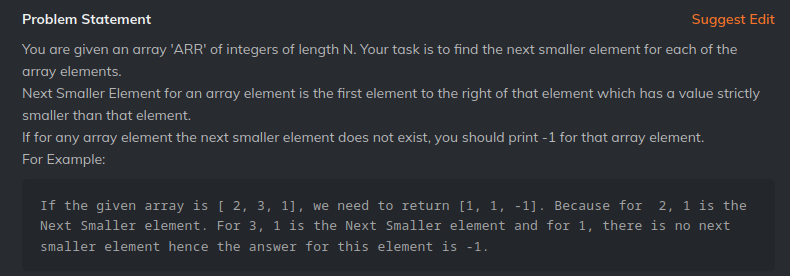 Problem Statement
Suggest Edit
You are given an array 'ARR' of integers of length N. Your task is to find the next smaller element for each of the
array elements.
Next Smaller Element for an array element is the first element to the right of that element which has a value strictly
smaller than that element.
If for any array element the next smaller element does not exist, you should print -1 for that array element.
For Example:
If the given array is [ 2, 3, 1], we need to return [1, 1, -1]. Because for  2, 1 is the
Next Smaller element. For 3, 1 is the Next Smaller element and for 1, there is no next
smaller element hence the answer for this element is -1.